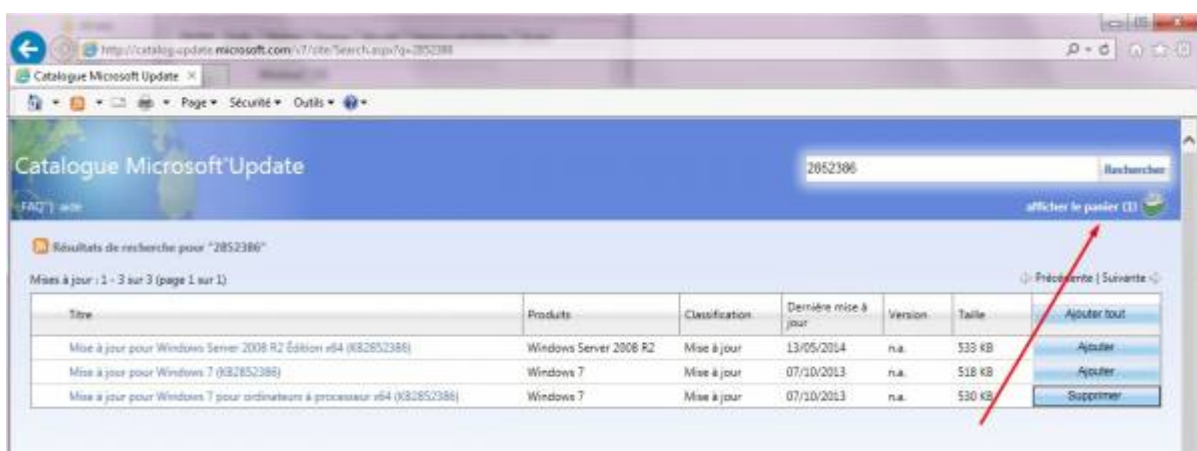 http://catalog.update.microsoft.com/v7/site/Search.aspx?q=2852386
Catalogue Microsoft Update
Page Sécurité Outils
Catalogue Microsoft Update
2852386 Rechercher
FAQ | aide
afficher le panier (1)
Résultats de recherche pour "2852386"
Mises à jour : 1 - 3 sur 3 (page 1 sur 1) Précédente | Suivante
Titre Produits Classification Dernière mise à jour Version Taille Ajouter tout
Mise à jour pour Windows Server 2008 R2 Édition x64 (KB2852386) Windows Server 2008 R2 Mise à jour 13/05/2014 n.a. 533 KB Ajouter
Mise à jour pour Windows 7 (KB2852386) Windows 7 Mise à jour 07/10/2013 n.a. 518 KB Ajouter
Mise à jour pour Windows 7 pour ordinateurs à processeur x64 (KB2852386) Windows 7 Mise à jour 07/10/2013 n.a. 530 KB Supprimer